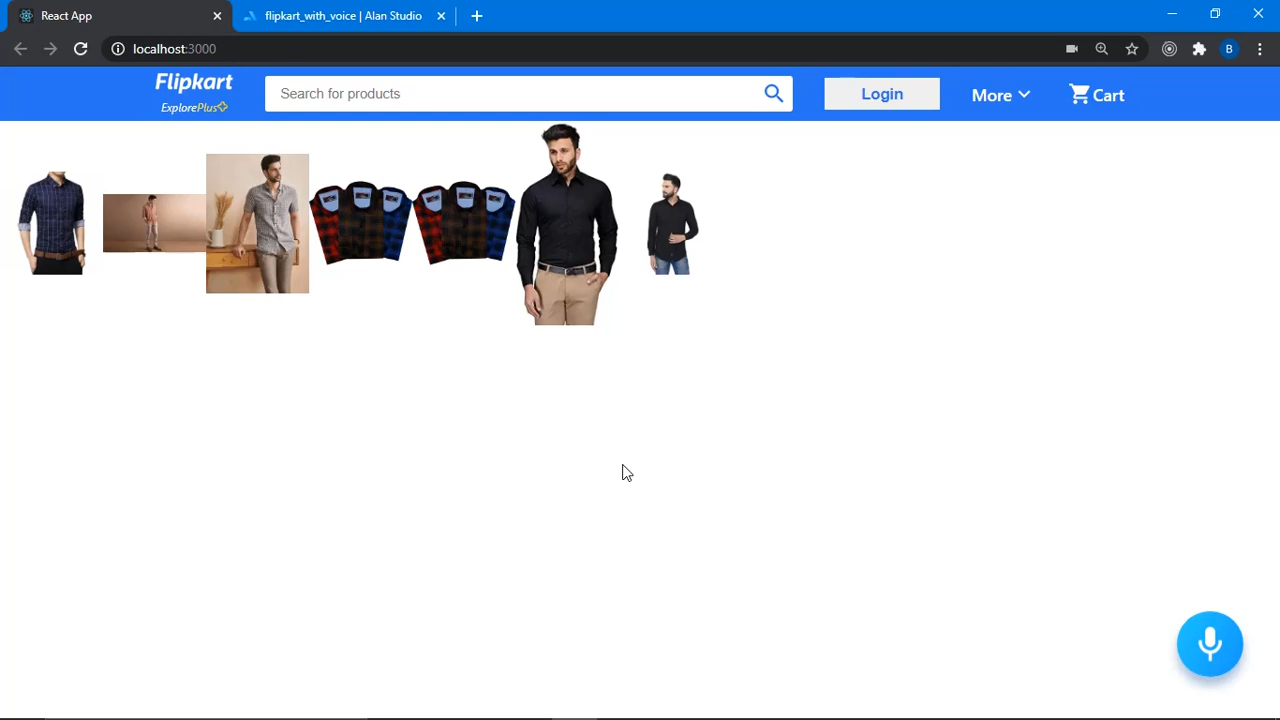 React App
flipkart_with_voice | Alan Studio
localhost:3000
B
Flipkart
ExplorePlus
Search for products
Login
More
Cart